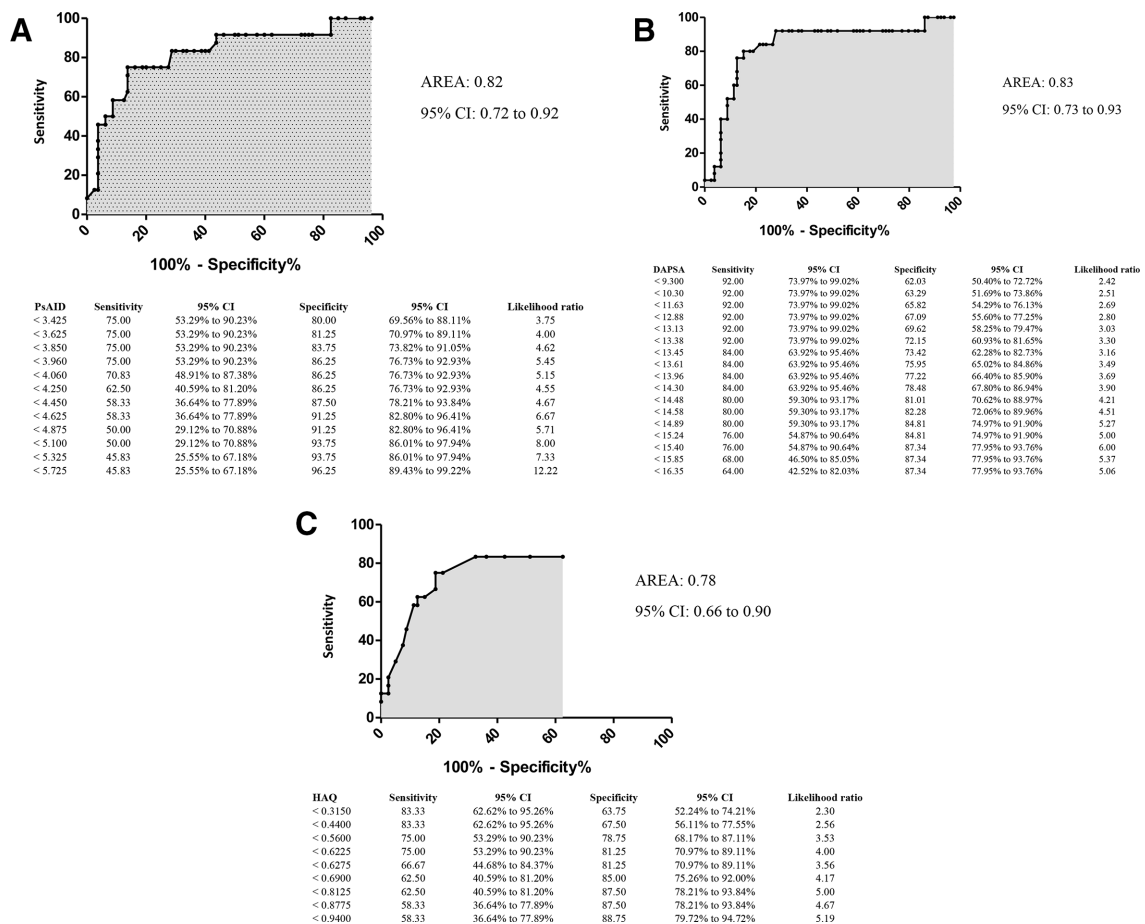 A
100
80
60
40
20
0
Sensitivity
0 20 40 60 80 100
100% - Specificity%
AREA: 0.82
95% CI: 0.72 to 0.92
PsAID Sensitivity 95% CI Specificity 95% CI Likelihood ratio
< 3.425 75.00 53.29% to 90.23% 80.00 69.56% to 88.11% 3.75
< 3.625 75.00 53.29% to 90.23% 81.25 70.97% to 89.11% 4.00
< 3.850 75.00 53.29% to 90.23% 83.75 73.82% to 91.05% 4.62
< 3.960 75.00 53.29% to 90.23% 86.25 76.73% to 92.93% 5.45
< 4.060 70.83 48.91% to 87.38% 86.25 76.73% to 92.93% 5.15
< 4.250 62.50 40.59% to 81.20% 86.25 76.73% to 92.93% 4.55
< 4.450 58.33 36.64% to 77.89% 87.50 78.21% to 93.84% 4.67
< 4.625 58.33 36.64% to 77.89% 91.25 82.80% to 96.41% 6.67
< 4.875 50.00 29.12% to 70.88% 91.25 82.80% to 96.41% 5.71
< 5.100 50.00 29.12% to 70.88% 93.75 86.01% to 97.94% 8.00
< 5.325 45.83 25.55% to 67.18% 93.75 86.01% to 97.94% 7.33
< 5.725 45.83 25.55% to 67.18% 96.25 89.43% to 99.22% 12.22
B
100
80
60
40
20
0
Sensitivity
0 20 40 60 80 100
100% - Specificity%
AREA: 0.83
95% CI: 0.73 to 0.93
DAPSA Sensitivity 95% CI Specificity 95% CI Likelihood ratio
< 9.300 92.00 73.97% to 99.02% 62.03 50.40% to 72.72% 2.42
< 10.30 92.00 73.97% to 99.02% 63.29 51.69% to 73.86% 2.51
< 11.63 92.00 73.97% to 99.02% 65.82 54.29% to 76.13% 2.69
< 12.88 92.00 73.97% to 99.02% 67.09 55.60% to 77.25% 2.80
< 13.13 92.00 73.97% to 99.02% 69.62 58.25% to 79.47% 3.03
< 13.38 92.00 73.97% to 99.02% 72.15 60.93% to 81.65% 3.30
< 13.45 84.00 63.92% to 95.46% 73.42 62.28% to 82.73% 3.16
< 13.61 84.00 63.92% to 95.46% 75.95 65.02% to 84.86% 3.49
< 13.96 84.00 63.92% to 95.46% 77.22 66.40% to 85.90% 3.69
< 14.30 84.00 63.92% to 95.46% 78.48 67.80% to 86.94% 3.90
< 14.48 80.00 59.30% to 93.17% 81.01 70.62% to 88.97% 4.21
< 14.58 80.00 59.30% to 93.17% 82.28 72.06% to 89.96% 4.51
< 14.89 80.00 59.30% to 93.17% 84.81 74.97% to 91.90% 5.27
< 15.24 76.00 54.87% to 90.64% 84.81 74.97% to 91.90% 5.00
< 15.40 76.00 54.87% to 90.64% 87.34 77.95% to 93.76% 6.00
< 15.85 68.00 46.50% to 85.05% 87.34 77.95% to 93.76% 5.37
< 16.35 64.00 42.52% to 82.03% 87.34 77.95% to 93.76% 5.06
C
100
80
60
40
20
0
Sensitivity
0 20 40 60 80 100
100% - Specificity%
AREA: 0.78
95% CI: 0.66 to 0.90
HAQ Sensitivity 95% CI Specificity 95% CI Likelihood ratio
< 0.3150 83.33 62.62% to 95.26% 63.75 52.24% to 74.21% 2.30
< 0.4400 83.33 62.62% to 95.26% 67.50 56.11% to 77.55% 2.56
< 0.5600 75.00 53.29% to 90.23% 78.75 68.17% to 87.11% 3.53
< 0.6225 75.00 53.29% to 90.23% 81.25 70.97% to 89.11% 4.00
< 0.6275 66.67 44.68% to 84.37% 81.25 70.97% to 89.11% 3.56
< 0.6900 62.50 40.59% to 81.20% 85.00 75.26% to 92.00% 4.17
< 0.8125 62.50 40.59% to 81.20% 87.50 78.21% to 93.84% 5.00
< 0.8775 58.33 36.64% to 77.89% 87.50 78.21% to 93.84% 4.67
< 0.9400 58.33 36.64% to 77.89% 88.75 79.72% to 94.72% 5.19